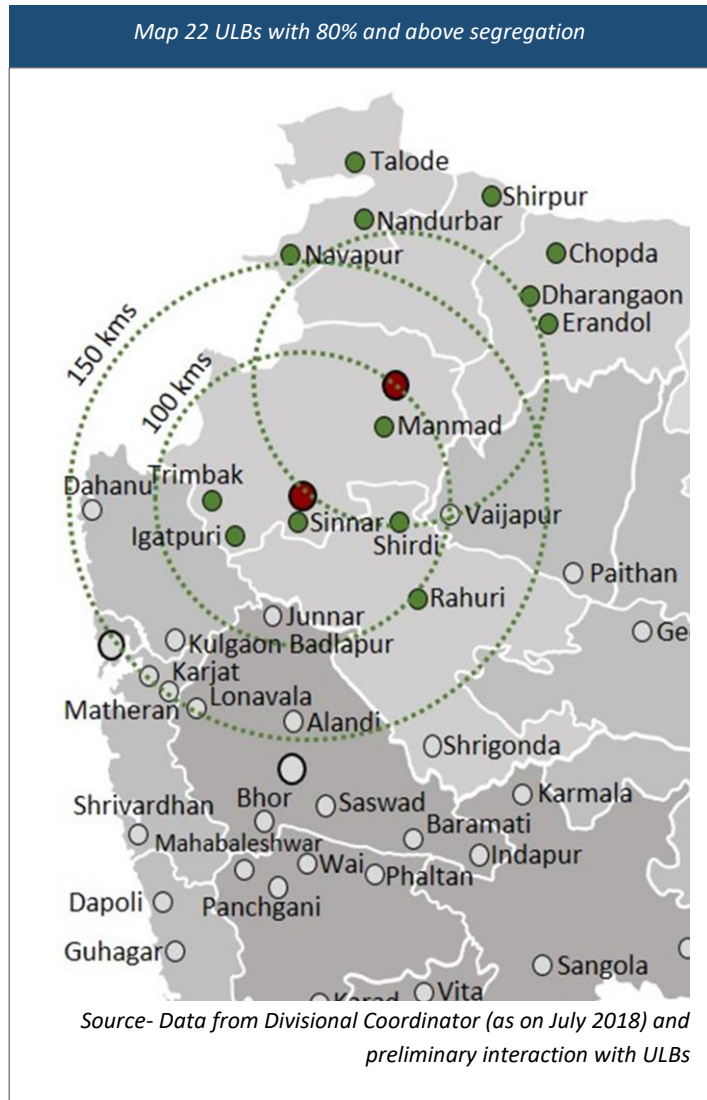 Map 22 ULBs with 80% and above segregation
Talode
Shirpur
Nandurbar
Navapur
Chopda
Dharangaon
Erandol
150 kms
100 kms
Manmad
Trimbak
Dahanu
Sinnar
Vaijapur
Igatpuri
Shirdi
Paithan
Rahuri
Junnar
Ge
Kulgaon Badlapur
Karjat
Lonavala
Matheran
Alandi
Shrigonda
Karmala
Bhor
Saswad
Shrivardhan
Baramati
Mahabaleshwar
Indapur
Wai
Phaltan
Dapoli
Panchgani
Guhagar
Sangola
Vita
Karad
Source- Data from Divisional Coordinator (as on July 2018) and
preliminary interaction with ULBs